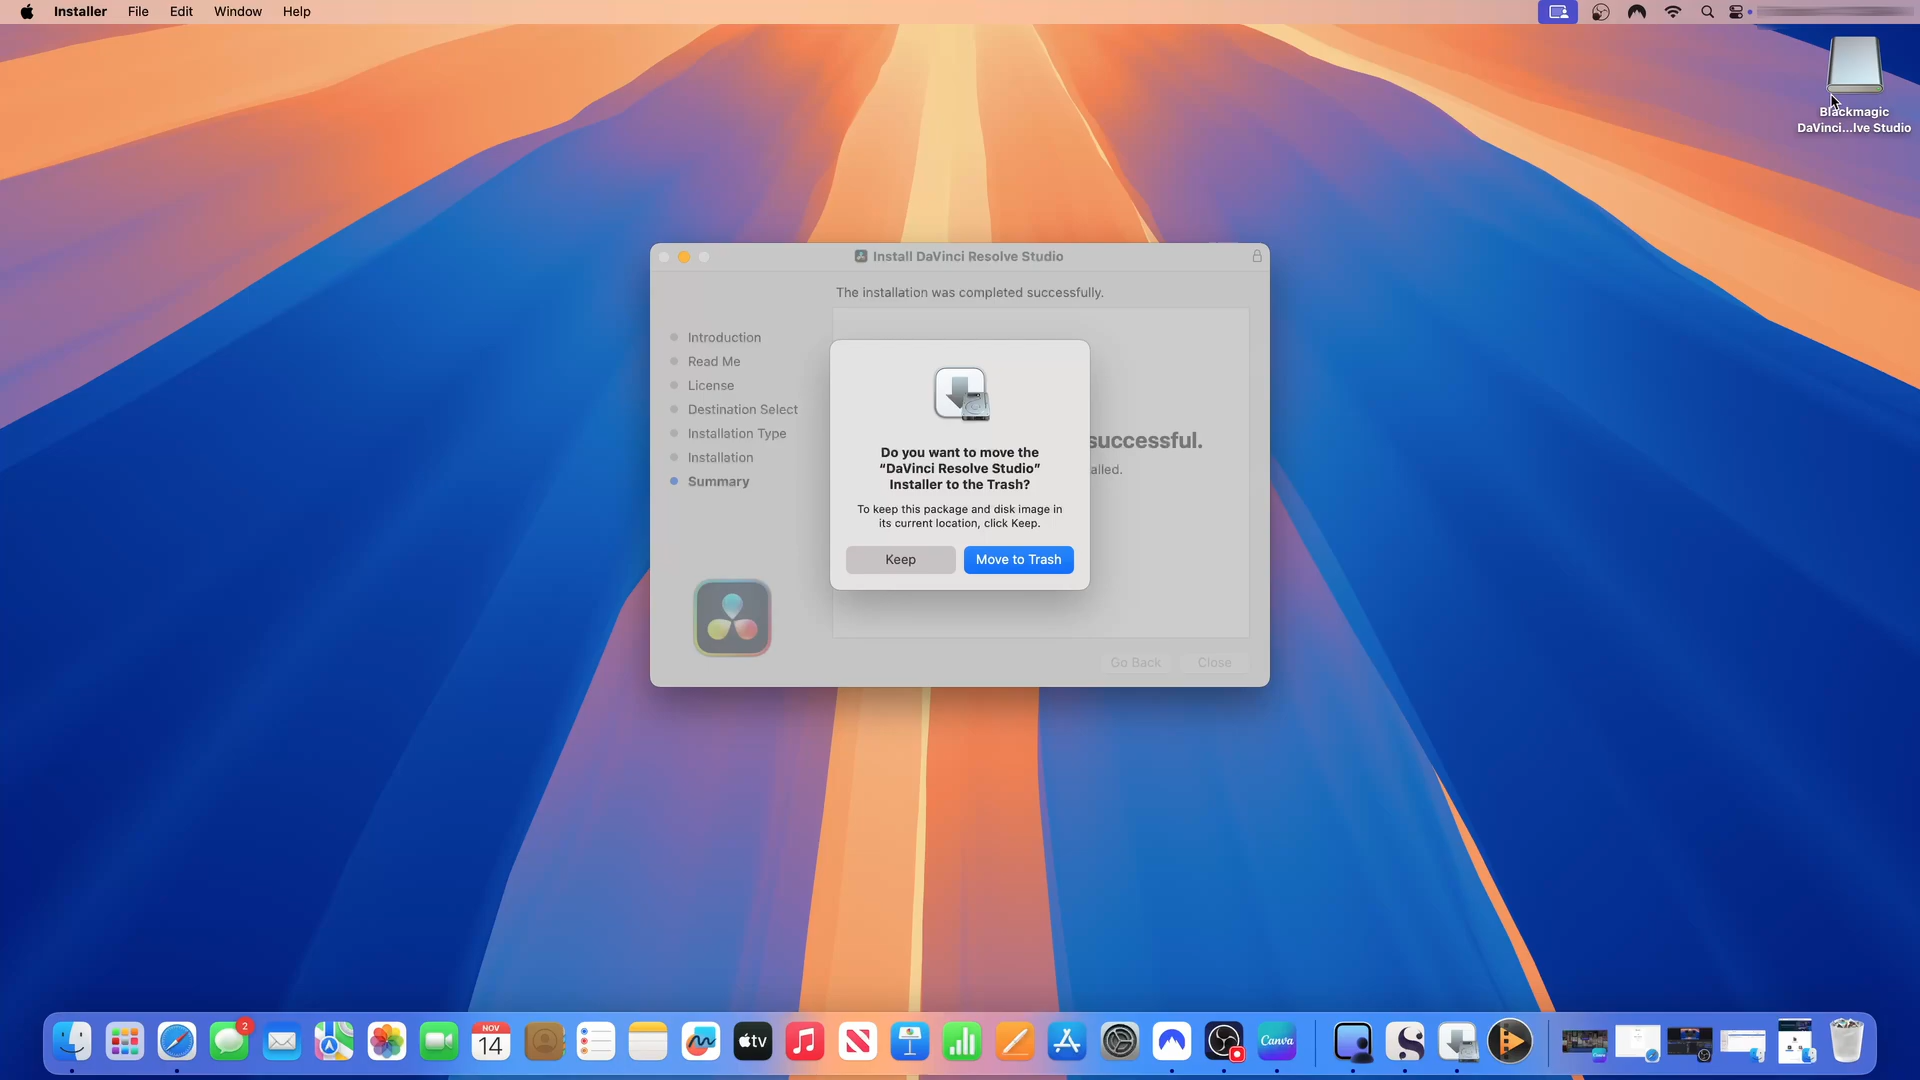 Installer File Edit Window Help
Blackmagic
DaVinci...lve Studio
Install DaVinci Resolve Studio
The installation was completed successfully.
Introduction
Read Me
License
Destination Select
Installation Type
Installation
Summary
successful.
alled.
Do you want to move the
“DaVinci Resolve Studio”
Installer to the Trash?
To keep this package and disk image in
its current location, click Keep.
Keep Move to Trash
Go Back Close
2
NOV
14
tv
Canva